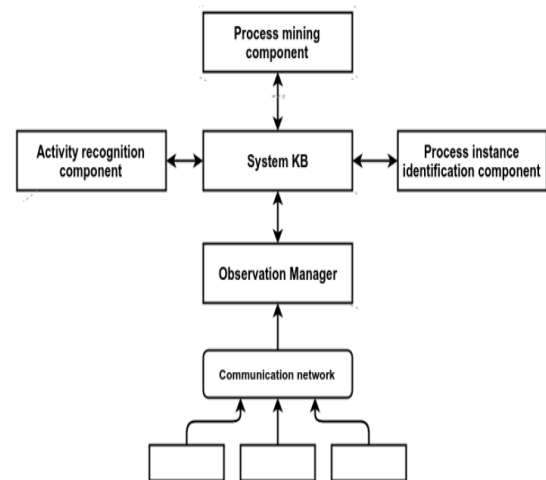 Process mining
component
Activity recognition
component
System KB
Process instance
identification component
Observation Manager
Communication network